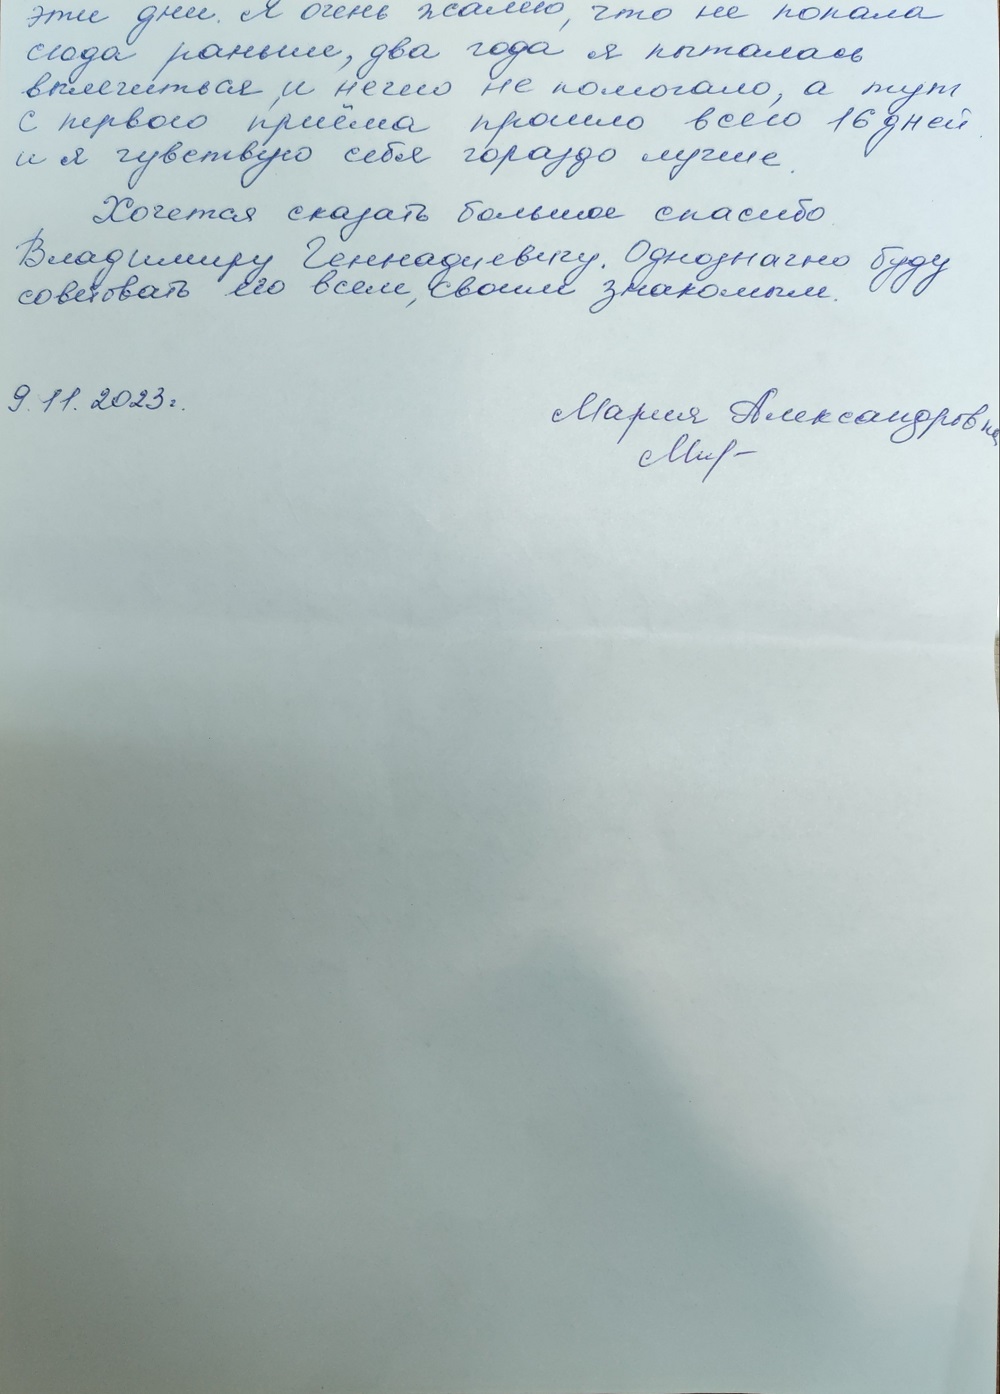 эти дни. Я очень жалею, что не попала
сюда раньше, два года я пыталась
вылечиться, и нечго не помогало, а тут
с первого приёма прошло всего 16 дней
и я чувствую себя гораздо лучше.
Хочется сказать большое спасибо
Владимиру Геннадиевичу. Однозначно буду
советовать его всем, своим знакомым.
9.11.2023г.
Мария Александровна